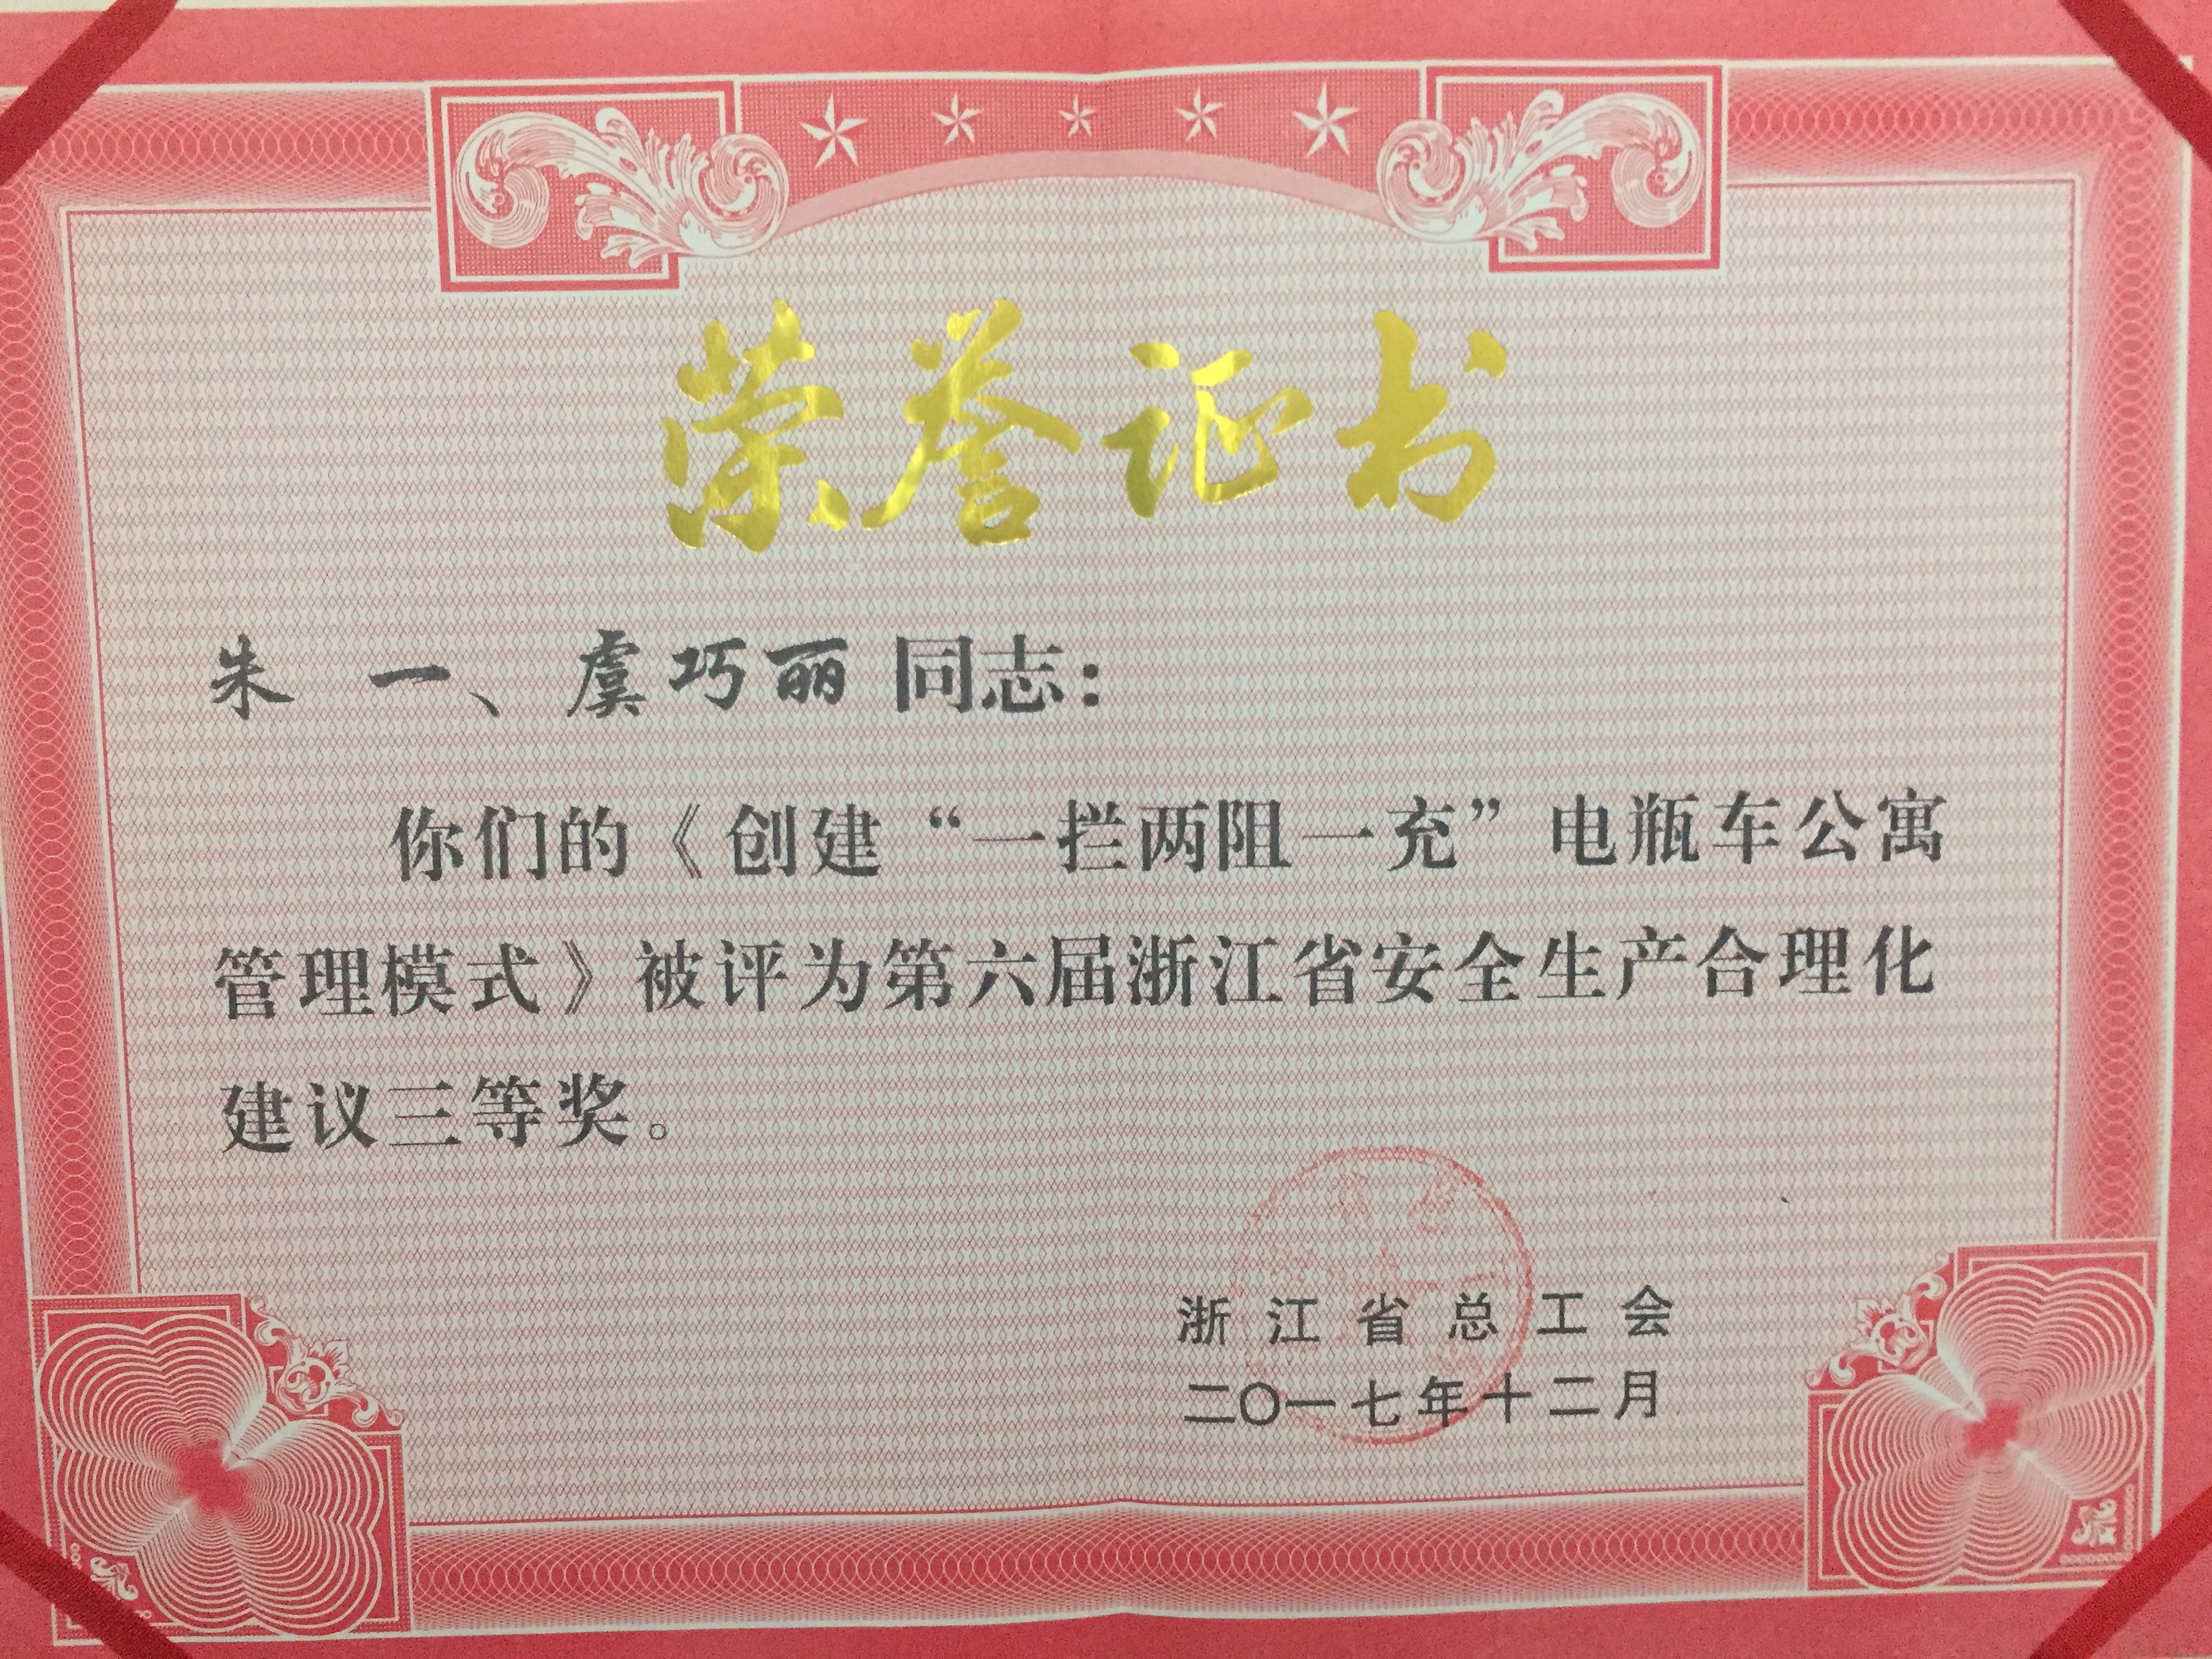 荣誉证书
朱 一、虞巧丽 同志：
你们的《创建“一拦两阻一充”电瓶车公寓
管理模式》被评为第六届浙江省安全生产合理化
建议三等奖。
浙江省总工会
二〇一七年十二月